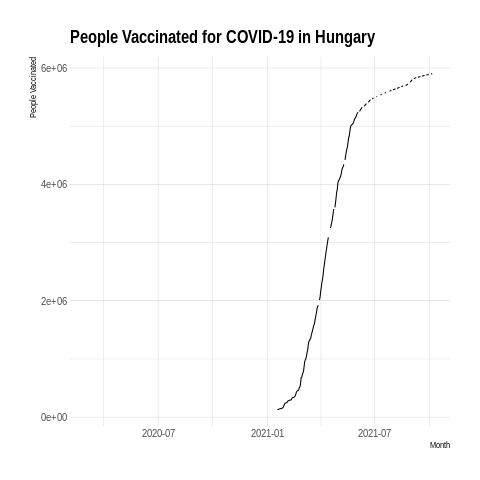 People Vaccinated for COVID-19 in Hungary
People Vaccinated
6e+06
4e+06
2e+06
0e+00
2020-07
2021-01
2021-07
Month